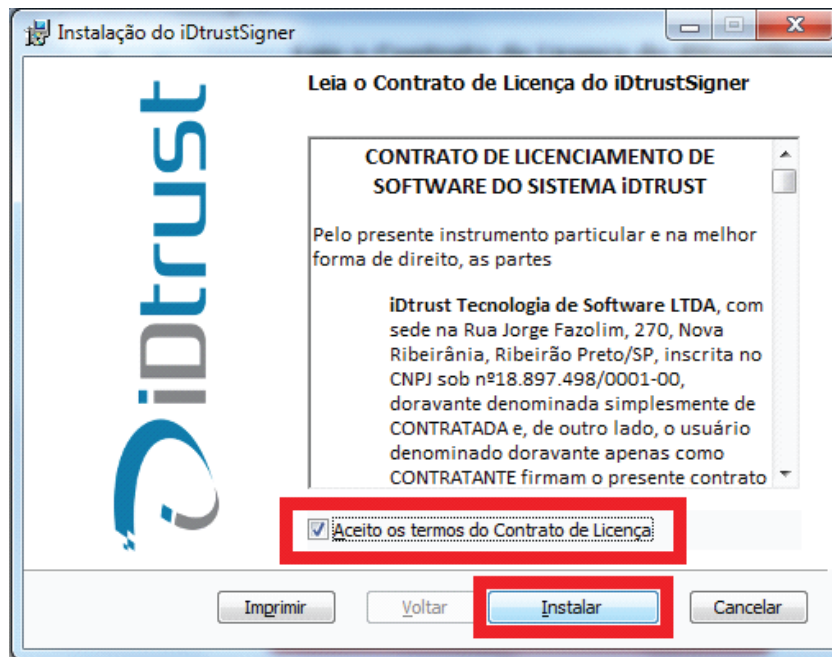 Instalação do iDtrustSigner
iDtrust
Leia o Contrato de Licença do iDtrustSigner
CONTRATO DE LICENCIAMENTO DE
SOFTWARE DO SISTEMA iDTRUST
Pelo presente instrumento particular e na melhor
forma de direito, as partes
iDtrust Tecnologia de Software LTDA, com
sede na Rua Jorge Fazolim, 270, Nova
Ribeirânia, Ribeirão Preto/SP, inscrita no
CNPJ sob nº18.897.498/0001-00,
doravante denominada simplesmente de
CONTRATADA e, de outro lado, o usuário
denominado doravante apenas como
CONTRATANTE firmam o presente contrato
Aceito os termos do Contrato de Licença
Imprimir
Voltar
Instalar
Cancelar